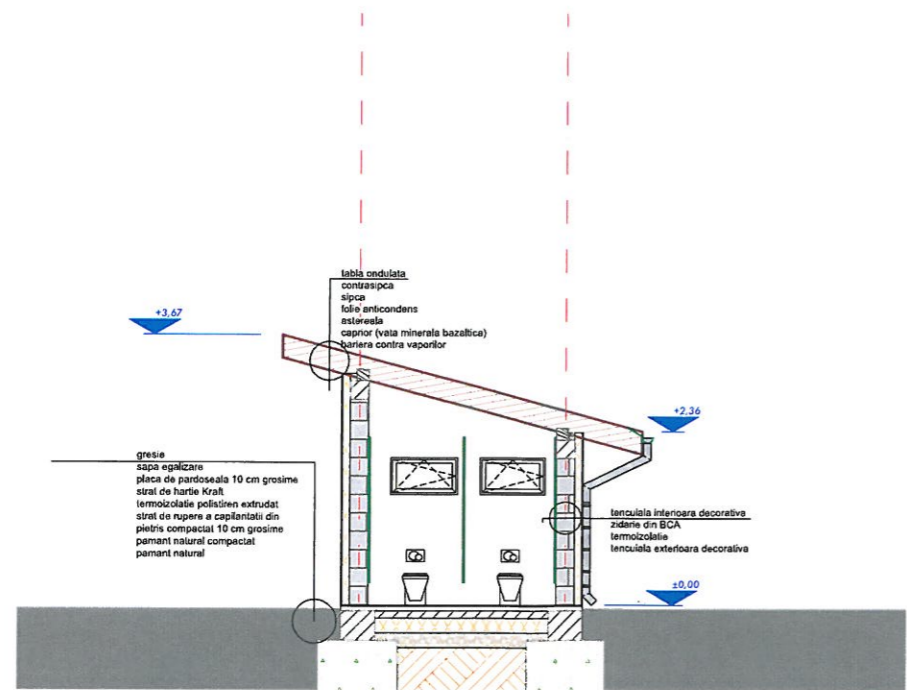 tabla ondulata
contrasipca
sipca
folie anticondens
astereala
caprior (vata minerala bazaltica)
bariera contra vaporilor
+3,67
+2,36
gresie
sapa egalizare
placa de pardoseala 10 cm grosime
strat de hartie Kraft
termoizolatie polistiren extrudat
strat de rupere a capilaritatii din
pietris compactat 10 cm grosime
pamant natural compactat
pamant natural
tencuiala interioara decorativa
zidarie din BCA
termoizolatie
tencuiala exterioara decorativa
±0,00